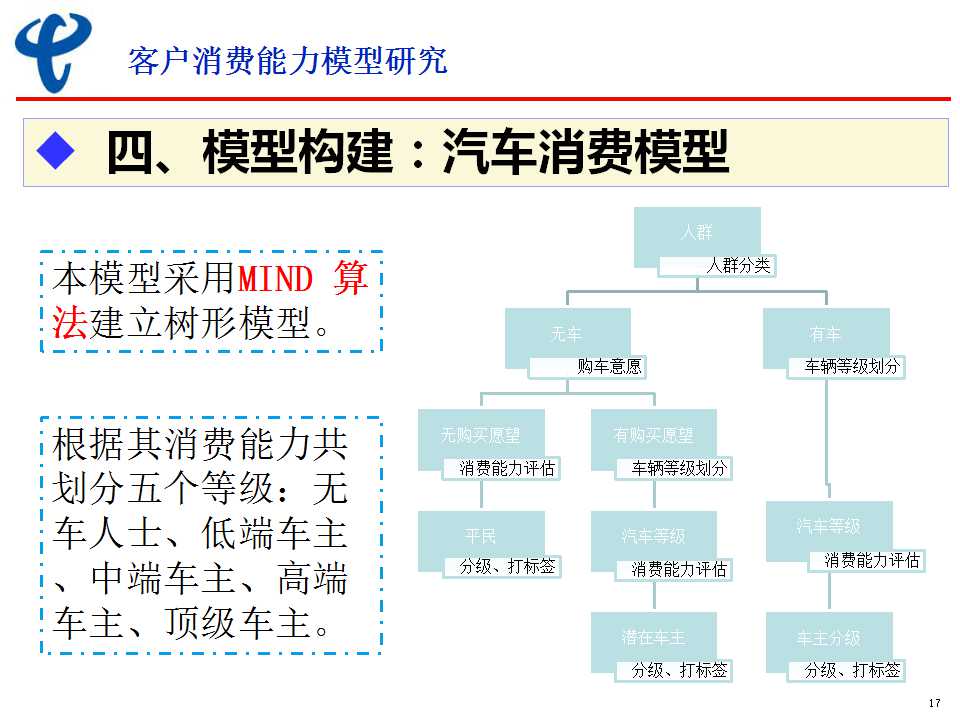 客户消费能力模型研究
四、模型构建：汽车消费模型
本模型采用MIND 算
法建立树形模型。
根据其消费能力共
划分五个等级：无
车人士、低端车主
、中端车主、高端
车主、顶级车主。
人群
人群分类
无车
购车意愿
有车
车辆等级划分
无购买愿望
消费能力评估
有购买愿望
车辆等级划分
平民
分级、打标签
汽车等级
消费能力评估
汽车等级
消费能力评估
潜在车主
分级、打标签
车主分级
分级、打标签
17